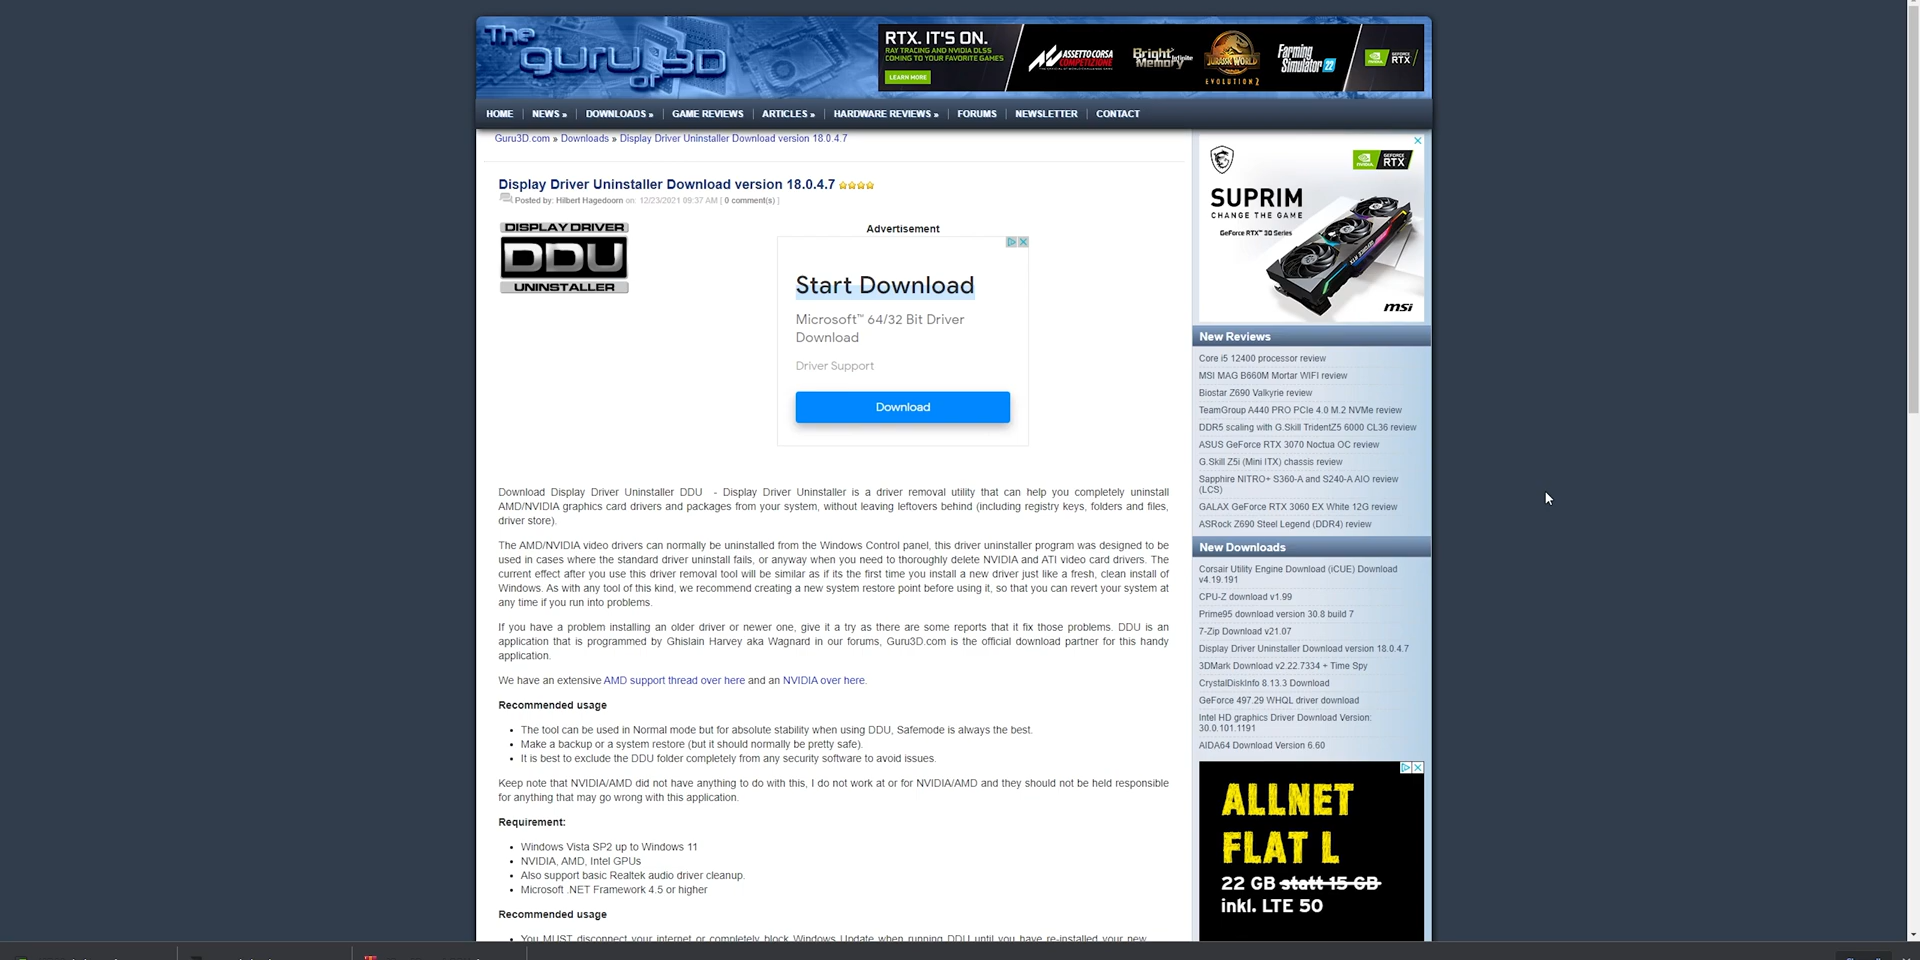 The guru of 3D
RTX. IT'S ON.
RAY TRACING AND NVIDIA DLSS
COMING TO YOUR FAVORITE GAMES
LEARN MORE
ASSETTO CORSA
COMPETIZIONE
Bright Memory Infinite
JURASSIC WORLD
EVOLUTION 2
Farming
Simulator 22
NVIDIA
GEFORCE
RTX
HOME
NEWS »
DOWNLOADS »
GAME REVIEWS
ARTICLES »
HARDWARE REVIEWS »
FORUMS
NEWSLETTER
CONTACT
Guru3D.com » Downloads » Display Driver Uninstaller Download version 18.0.4.7
Display Driver Uninstaller Download version 18.0.4.7
Posted by: Hilbert Hagedoorn on: 12/23/2021 09:37 AM [ 0 comment(s) ]
DISPLAY DRIVER
DDU
UNINSTALLER
Advertisement
Start Download
Microsoft™ 64/32 Bit Driver
Download
Driver Support
Download
Download Display Driver Uninstaller DDU - Display Driver Uninstaller is a driver removal utility that can help you completely uninstall
AMD/NVIDIA graphics card drivers and packages from your system, without leaving leftovers behind (including registry keys, folders and files,
driver store).
The AMD/NVIDIA video drivers can normally be uninstalled from the Windows Control panel, this driver uninstaller program was designed to be
used in cases where the standard driver uninstall fails, or anyway when you need to thoroughly delete NVIDIA and ATI video card drivers. The
current effect after you use this driver removal tool will be similar as if its the first time you install a new driver just like a fresh, clean install of
Windows. As with any tool of this kind, we recommend creating a new system restore point before using it, so that you can revert your system at
any time if you run into problems.
If you have a problem installing an older driver or newer one, give it a try as there are some reports that it fix those problems. DDU is an
application that is programmed by Ghislain Harvey aka Wagnard in our forums, Guru3D.com is the official download partner for this handy
application.
We have an extensive AMD support thread over here and an NVIDIA over here.
Recommended usage
• The tool can be used in Normal mode but for absolute stability when using DDU, Safemode is always the best.
• Make a backup or a system restore (but it should normally be pretty safe).
• It is best to exclude the DDU folder completely from any security software to avoid issues.
Keep note that NVIDIA/AMD did not have anything to do with this, I do not work at or for NVIDIA/AMD and they should not be held responsible
for anything that may go wrong with this application.
Requirement:
• Windows Vista SP2 up to Windows 11
• NVIDIA, AMD, Intel GPUs
• Also support basic Realtek audio driver cleanup.
• Microsoft .NET Framework 4.5 or higher
Recommended usage
• You MUST disconnect your internet or completely block Windows Update when running DDU until you have re-installed your new
NVIDIA
GEFORCE
RTX
SUPRIM
CHANGE THE GAME
GeForce RTX™ 30 Series
msi
New Reviews
Core i5 12400 processor review
MSI MAG B660M Mortar WIFI review
Biostar Z690 Valkyrie review
TeamGroup A440 PRO PCIe 4.0 M.2 NVMe review
DDR5 scaling with G.Skill TridentZ5 6000 CL36 review
ASUS GeForce RTX 3070 Noctua OC review
G.Skill Z5i (Mini ITX) chassis review
Sapphire NITRO+ S360-A and S240-A AIO review
(LCS)
GALAX GeForce RTX 3060 EX White 12G review
ASRock Z690 Steel Legend (DDR4) review
New Downloads
Corsair Utility Engine Download (iCUE) Download
v4.19.191
CPU-Z download v1.99
Prime95 download version 30.8 build 7
7-Zip Download v21.07
Display Driver Uninstaller Download version 18.0.4.7
3DMark Download v2.22.7334 + Time Spy
CrystalDiskInfo 8.13.3 Download
GeForce 497.29 WHQL driver download
Intel HD graphics Driver Download Version:
30.0.101.1191
AIDA64 Download Version 6.60
ALLNET
FLAT L
22 GB statt 15 GB
inkl. LTE 50